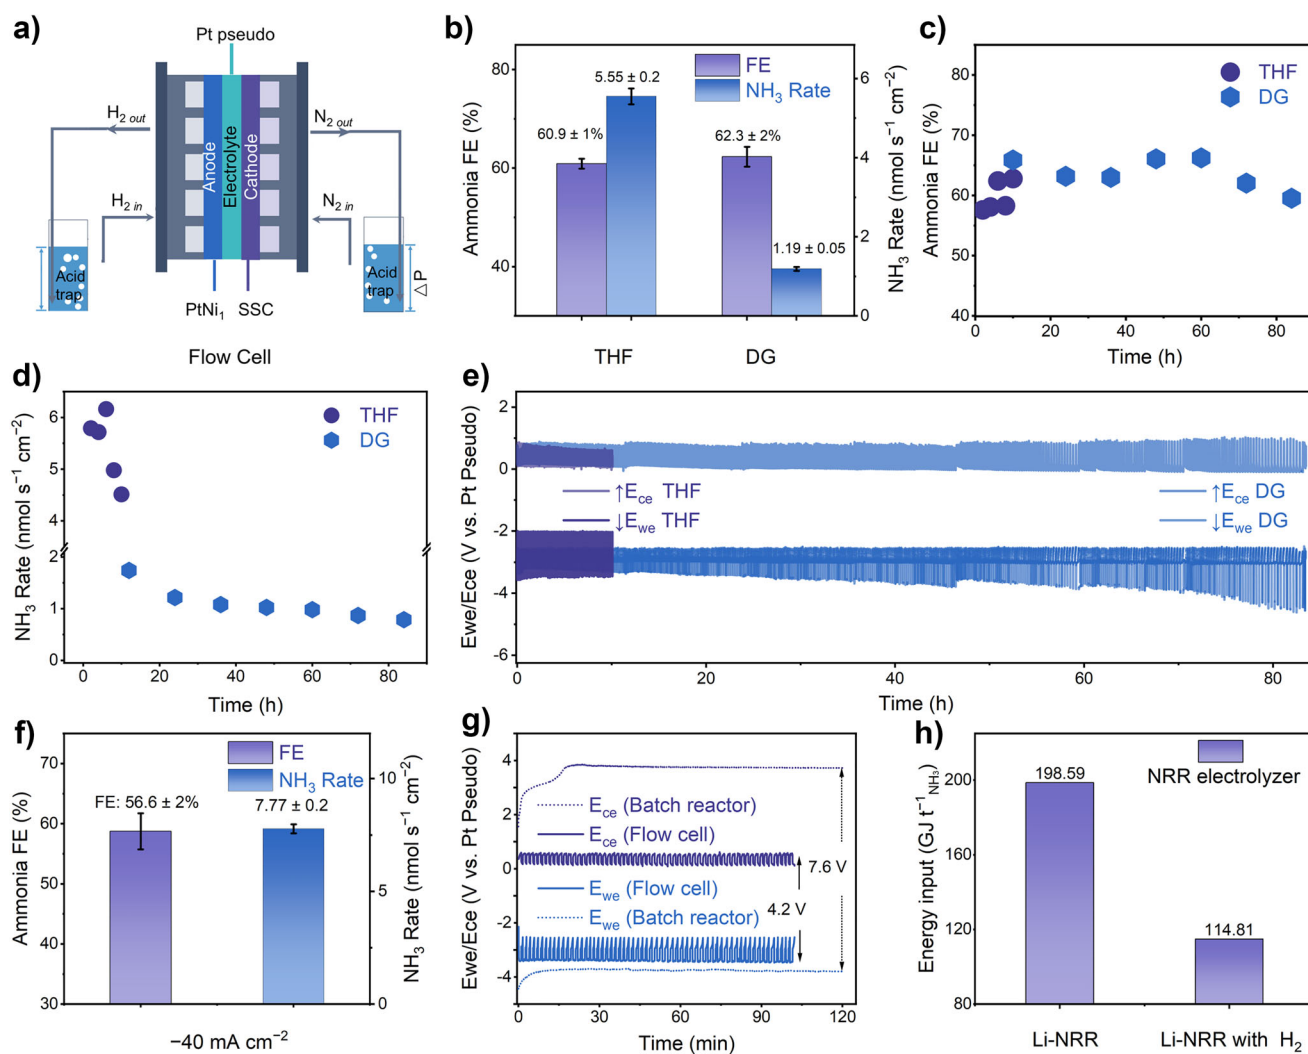 a)
Pt pseudo
H2 out
N2 out
Anode
Electrolyte
Cathode
H2 in
N2 in
Acid trap
Acid trap
△P
PtNi1
SSC
Flow Cell
b)
FE
NH3 Rate
Ammonia FE (%)
80
60
40
60.9 ± 1%
5.55 ± 0.2
62.3 ± 2%
1.19 ± 0.05
6
4
2
0
NH3 Rate (nmol s−1 cm−2)
THF
DG
c)
THF
DG
Ammonia FE (%)
80
70
60
50
40
0
20
40
60
80
Time (h)
d)
THF
DG
NH3 Rate (nmol s−1 cm−2)
6
5
4
2
1
0
0
20
40
60
80
Time (h)
e)
Ewe/Ece (V vs. Pt Pseudo)
2
0
-2
-4
-6
↑Ece THF
↓Ewe THF
↑Ece DG
↓Ewe DG
0
20
40
60
80
Time (h)
f)
FE
NH3 Rate
Ammonia FE (%)
80
70
60
50
40
30
FE: 56.6 ± 2%
7.77 ± 0.2
10
5
0
NH3 Rate (nmol s−1 cm−2)
−40 mA cm−2
g)
Ewe/Ece (V vs. Pt Pseudo)
4
2
0
-2
-4
Ece (Batch reactor)
Ece (Flow cell)
7.6 V
Ewe (Flow cell)
4.2 V
Ewe (Batch reactor)
0
30
60
90
120
Time (min)
h)
NRR electrolyzer
Energy input (GJ t−1NH3)
200
160
120
80
198.59
114.81
Li-NRR
Li-NRR with H2